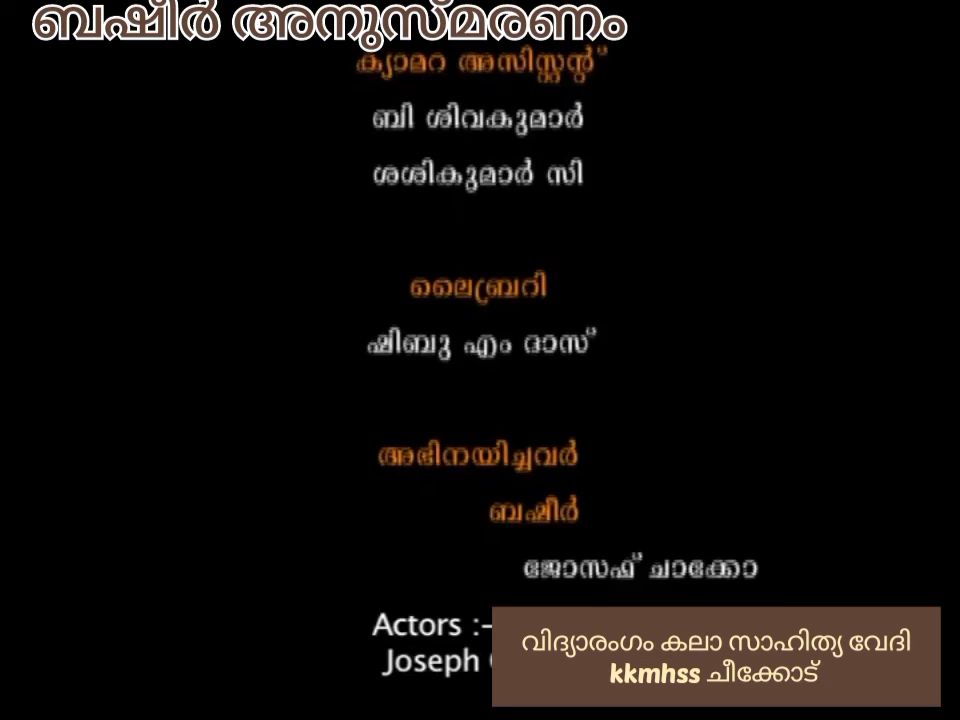 ബഷീർ അനുസ്മരണം
ക്യാമറ അസിസ്റ്റന്റ്
ബി ശിവകുമാർ
ശശികുമാർ സി
ലൈബ്രറി
ഷിബു എം ദാസ്
അഭിനയിച്ചവർ
ബഷീർ
ജോസഫ് ചാക്കോ
Actors :-
Joseph
വിദ്യാരംഗം കലാ സാഹിത്യ വേദി
kkmhss ചീക്കോട്